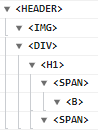 <HEADER>
<IMG>
<DIV>
<H1>
<SPAN>
<B>
<SPAN>